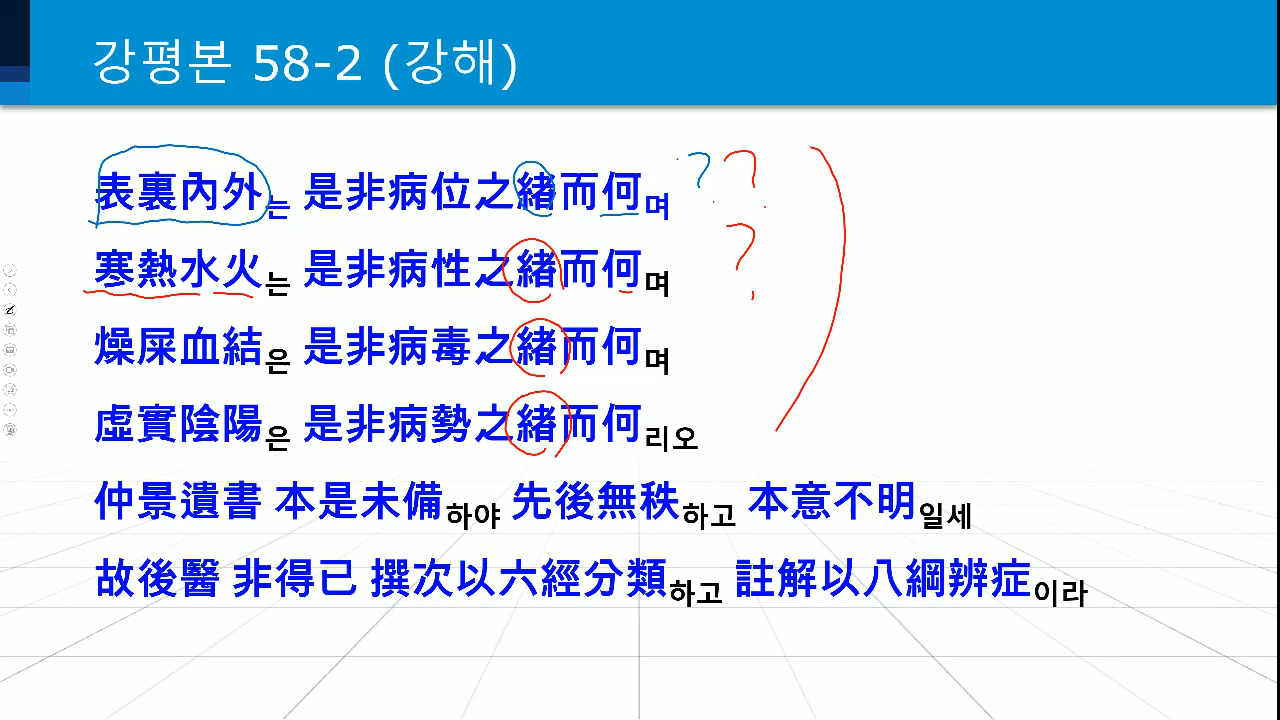 강평본 58-2 (강해)
表裏內外는 是非病位之緖而何며 ??
寒熱水火는 是非病性之緖而何며 ?
燥屎血結은 是非病毒之緖而何며
虛實陰陽은 是非病勢之緖而何리오
仲景遺書 本是未備하야 先後無秩하고 本意不明일세
故後醫 非得已 撰次以六經分類하고 註解以八綱辨症이라